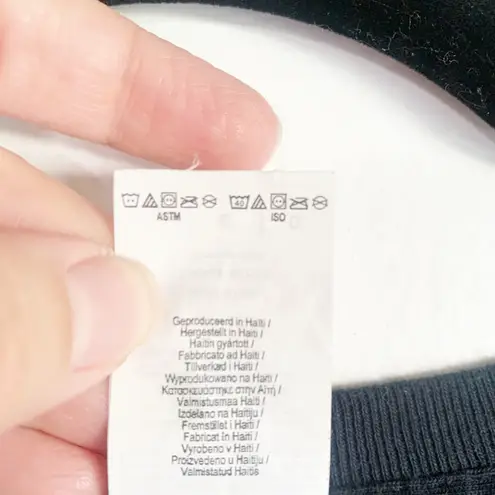 40
ASTM ISO
Geproduceerd in Haïti /
Hergestellt in Haiti /
Haitin gyártott /
Fabbricato ad Haiti /
Tillverkad i Haiti /
Wyprodukowano na Haiti /
Κατασκευάστηκε στην Αϊτή /
Valmistusmaa Haiti /
Izdelano na Haitiju /
Fremstillet i Haiti /
Fabricat în Haiti /
Vyrobeno v Haiti /
Proizvedeno u Haitiju /
Valmistatud Haitis